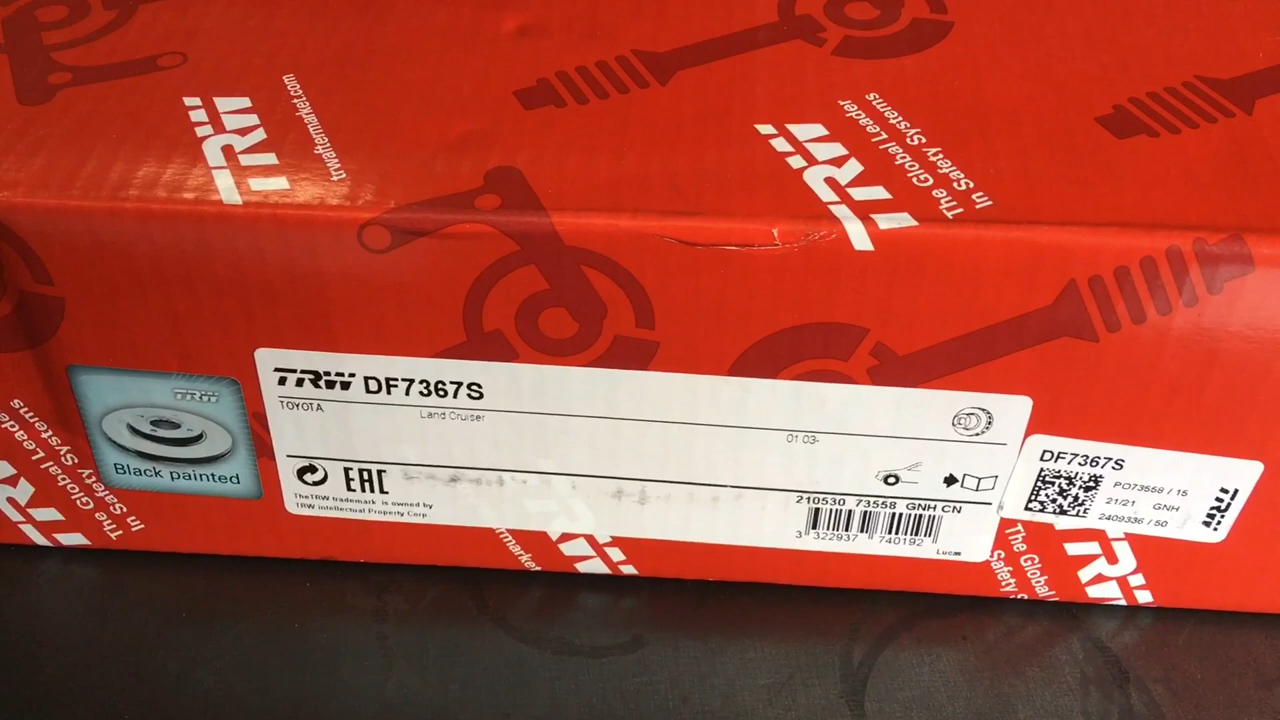 TRW
trwaftermarket.com
TRW
The Global Leader
In Safety Systems
TRW
Black painted
The Global Leader
In Safety Systems
TRW DF7367S
TOYOTA
Land Cruiser
01 03-
EAC
TheTRW trademark is owned by
TRW intellectual Property Corp.
210530 73558 GNH CN
3 322937 740192
Lucas
DF7367S
PO73558 / 15
21/21 GNH
2409336 / 50
TRW
The Global
Safety
TRW